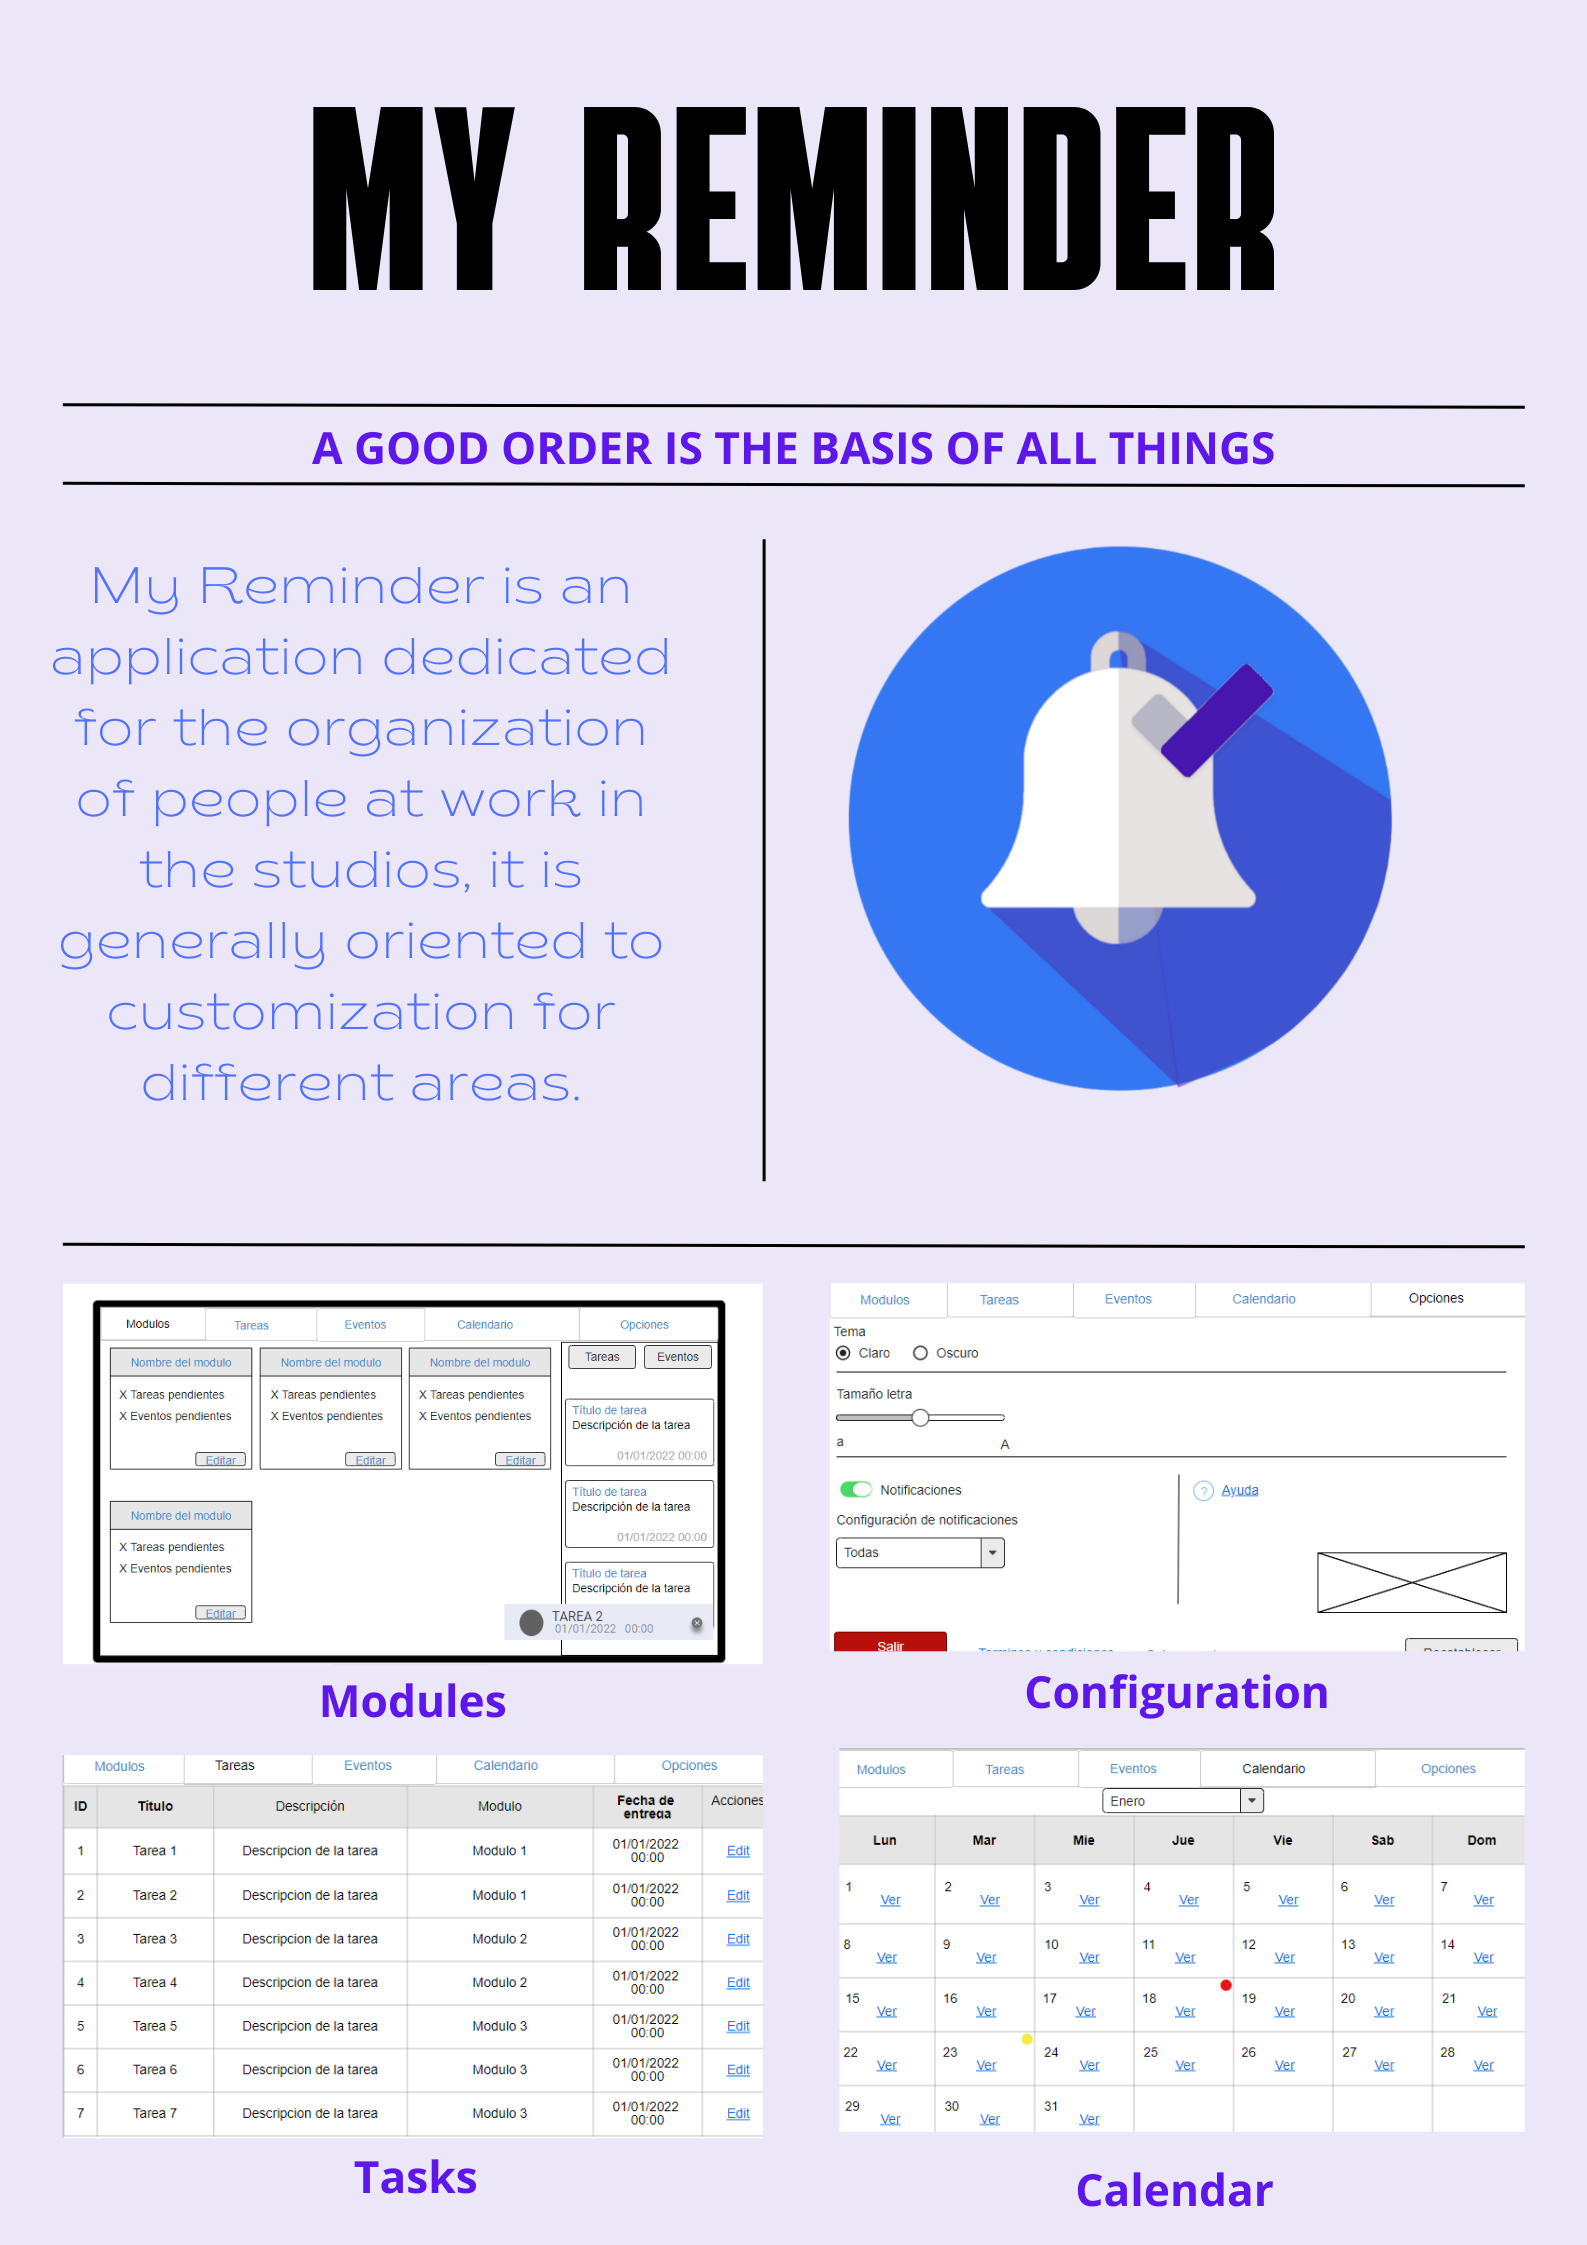 MY REMINDER
A GOOD ORDER IS THE BASIS OF ALL THINGS
My Reminder is an
application dedicated
for the organization
of people at work in
the studios, it is
generally oriented to
customization for
different areas.
Modulos Tareas Eventos Calendario Opciones
Nombre del modulo Nombre del modulo Nombre del modulo
X Tareas pendientes X Tareas pendientes X Tareas pendientes
X Eventos pendientes X Eventos pendientes X Eventos pendientes
Editar Editar Editar
Nombre del modulo
X Tareas pendientes
X Eventos pendientes
Editar
Tareas Eventos
Título de tarea
Descripción de la tarea
01/01/2022 00:00
Título de tarea
Descripción de la tarea
01/01/2022 00:00
Título de tarea
Descripción de la tarea
TAREA 2
01/01/2022 00:00
Modules
Modulos Tareas Eventos Calendario Opciones
Tema
Claro Oscuro
Tamaño letra
a A
Notificaciones
? Ayuda
Configuración de notificaciones
Todas
Salir Terminos y condiciones Restablecer
Configuration
Modulos Tareas Eventos Calendario Opciones
ID Título Descripción Modulo Fecha de entrega Acciones
1 Tarea 1 Descripcion de la tarea Modulo 1 01/01/2022 00:00 Edit
2 Tarea 2 Descripcion de la tarea Modulo 1 01/01/2022 00:00 Edit
3 Tarea 3 Descripcion de la tarea Modulo 2 01/01/2022 00:00 Edit
4 Tarea 4 Descripcion de la tarea Modulo 2 01/01/2022 00:00 Edit
5 Tarea 5 Descripcion de la tarea Modulo 3 01/01/2022 00:00 Edit
6 Tarea 6 Descripcion de la tarea Modulo 3 01/01/2022 00:00 Edit
7 Tarea 7 Descripcion de la tarea Modulo 3 01/01/2022 00:00 Edit
Tasks
Modulos Tareas Eventos Calendario Opciones
Enero
Lun Mar Mie Jue Vie Sab Dom
1 Ver 2 Ver 3 Ver 4 Ver 5 Ver 6 Ver 7 Ver
8 Ver 9 Ver 10 Ver 11 Ver 12 Ver 13 Ver 14 Ver
15 Ver 16 Ver 17 Ver 18 Ver 19 Ver 20 Ver 21 Ver
22 Ver 23 Ver 24 Ver 25 Ver 26 Ver 27 Ver 28 Ver
29 Ver 30 Ver 31 Ver
Calendar